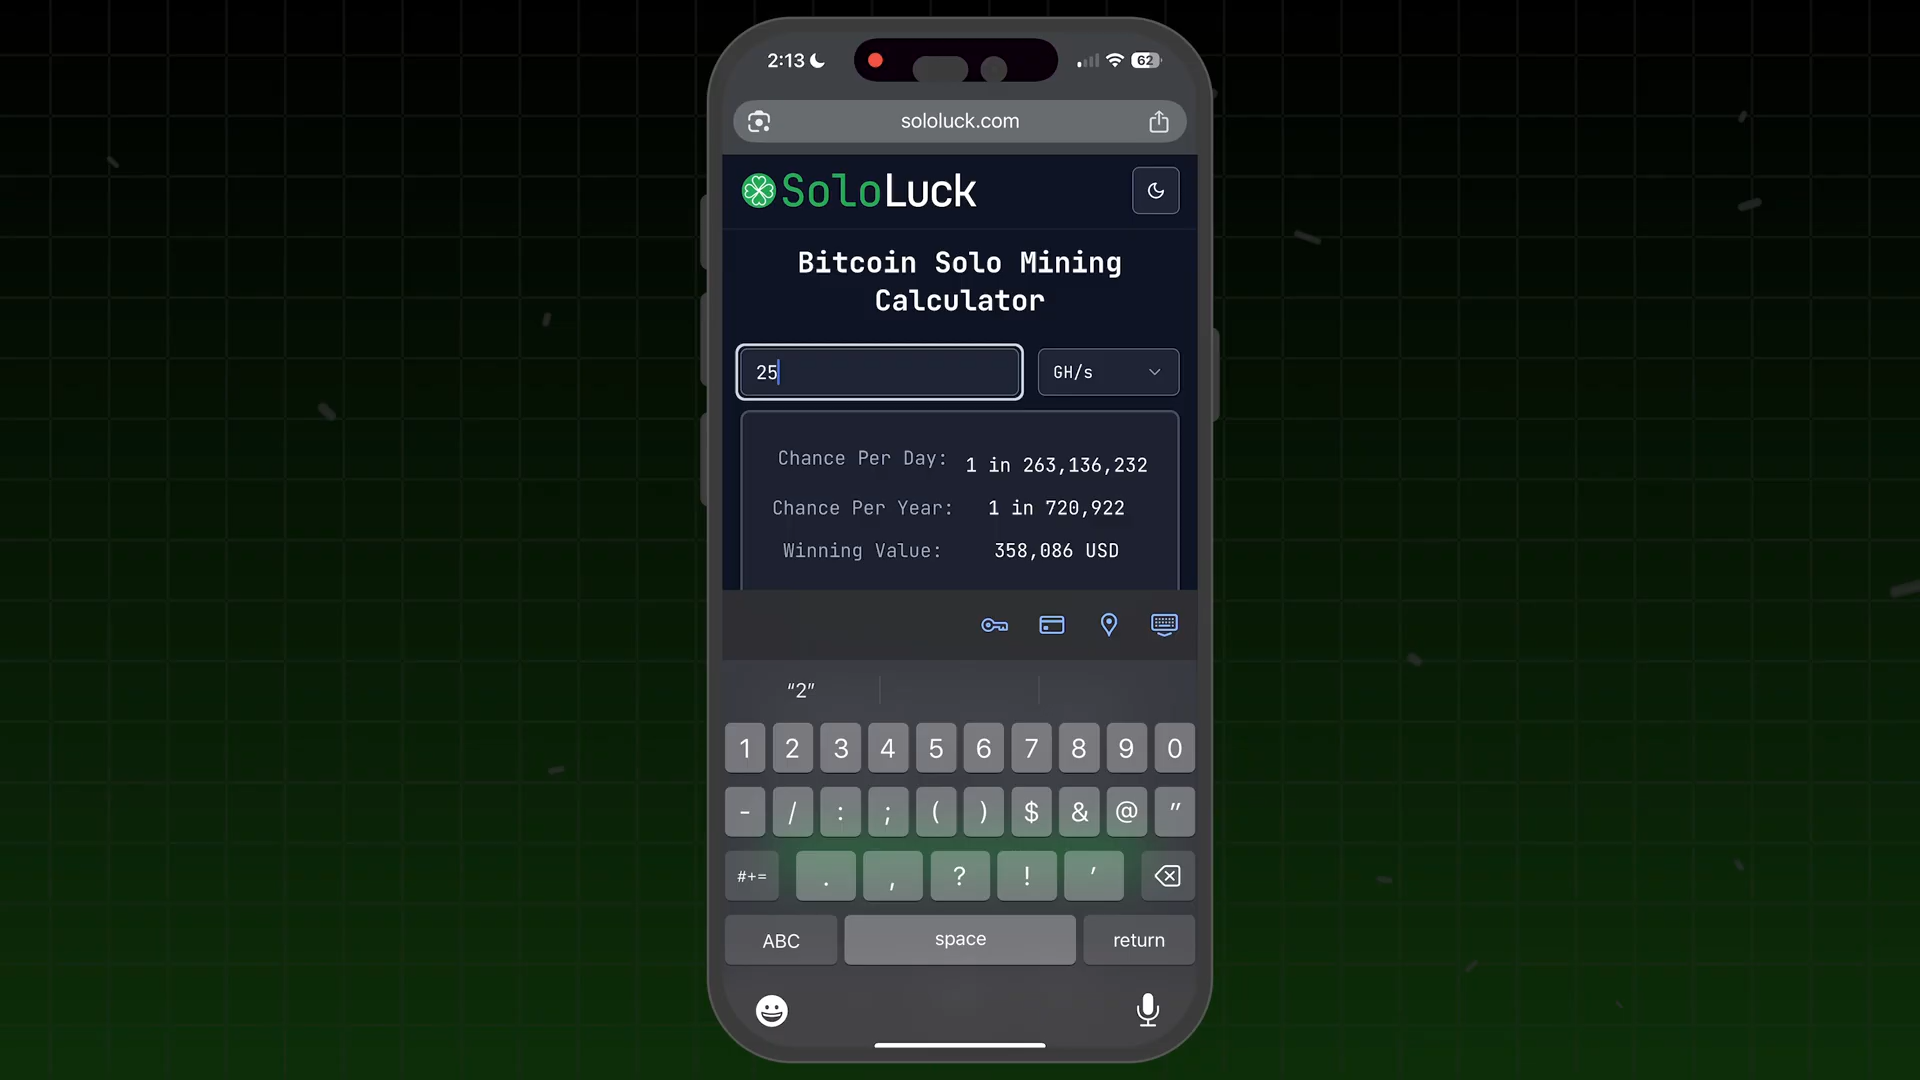 2:13
62
sololuck.com
SoloLuck
Bitcoin Solo Mining
Calculator
25
GH/s
Chance Per Day: 1 in 263,136,232
Chance Per Year: 1 in 720,922
Winning Value: 358,086 USD
“2”
1 2 3 4 5 6 7 8 9 0
- / : ; ( ) $ & @ "
#+= . , ? ! '
ABC space return